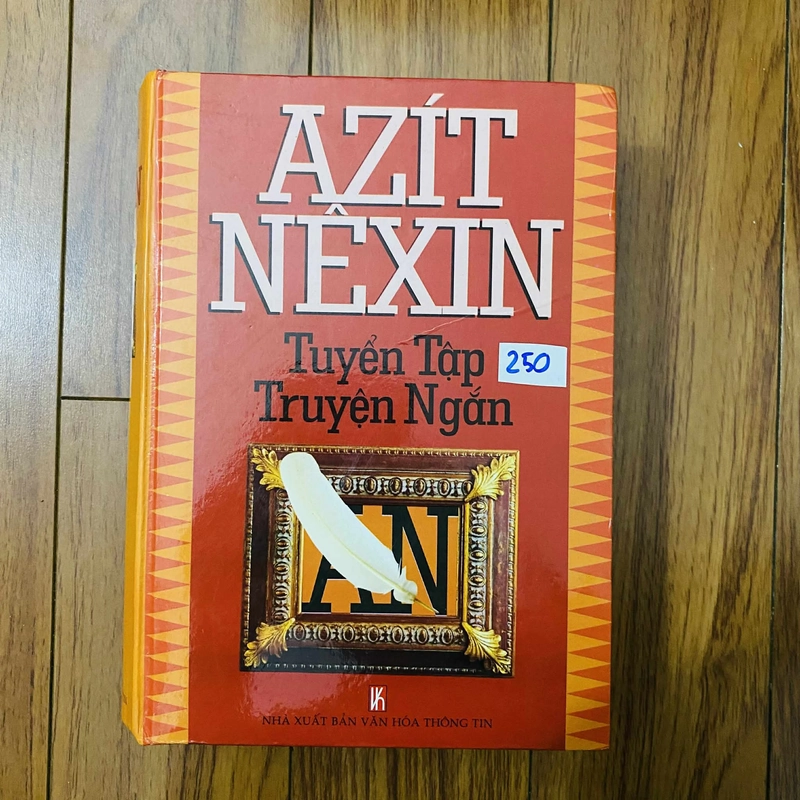 AZÍT
NÊXIN
Tuyển Tập
250
Truyện Ngắn
AN
NHÀ XUẤT BẢN VĂN HÓA THÔNG TIN